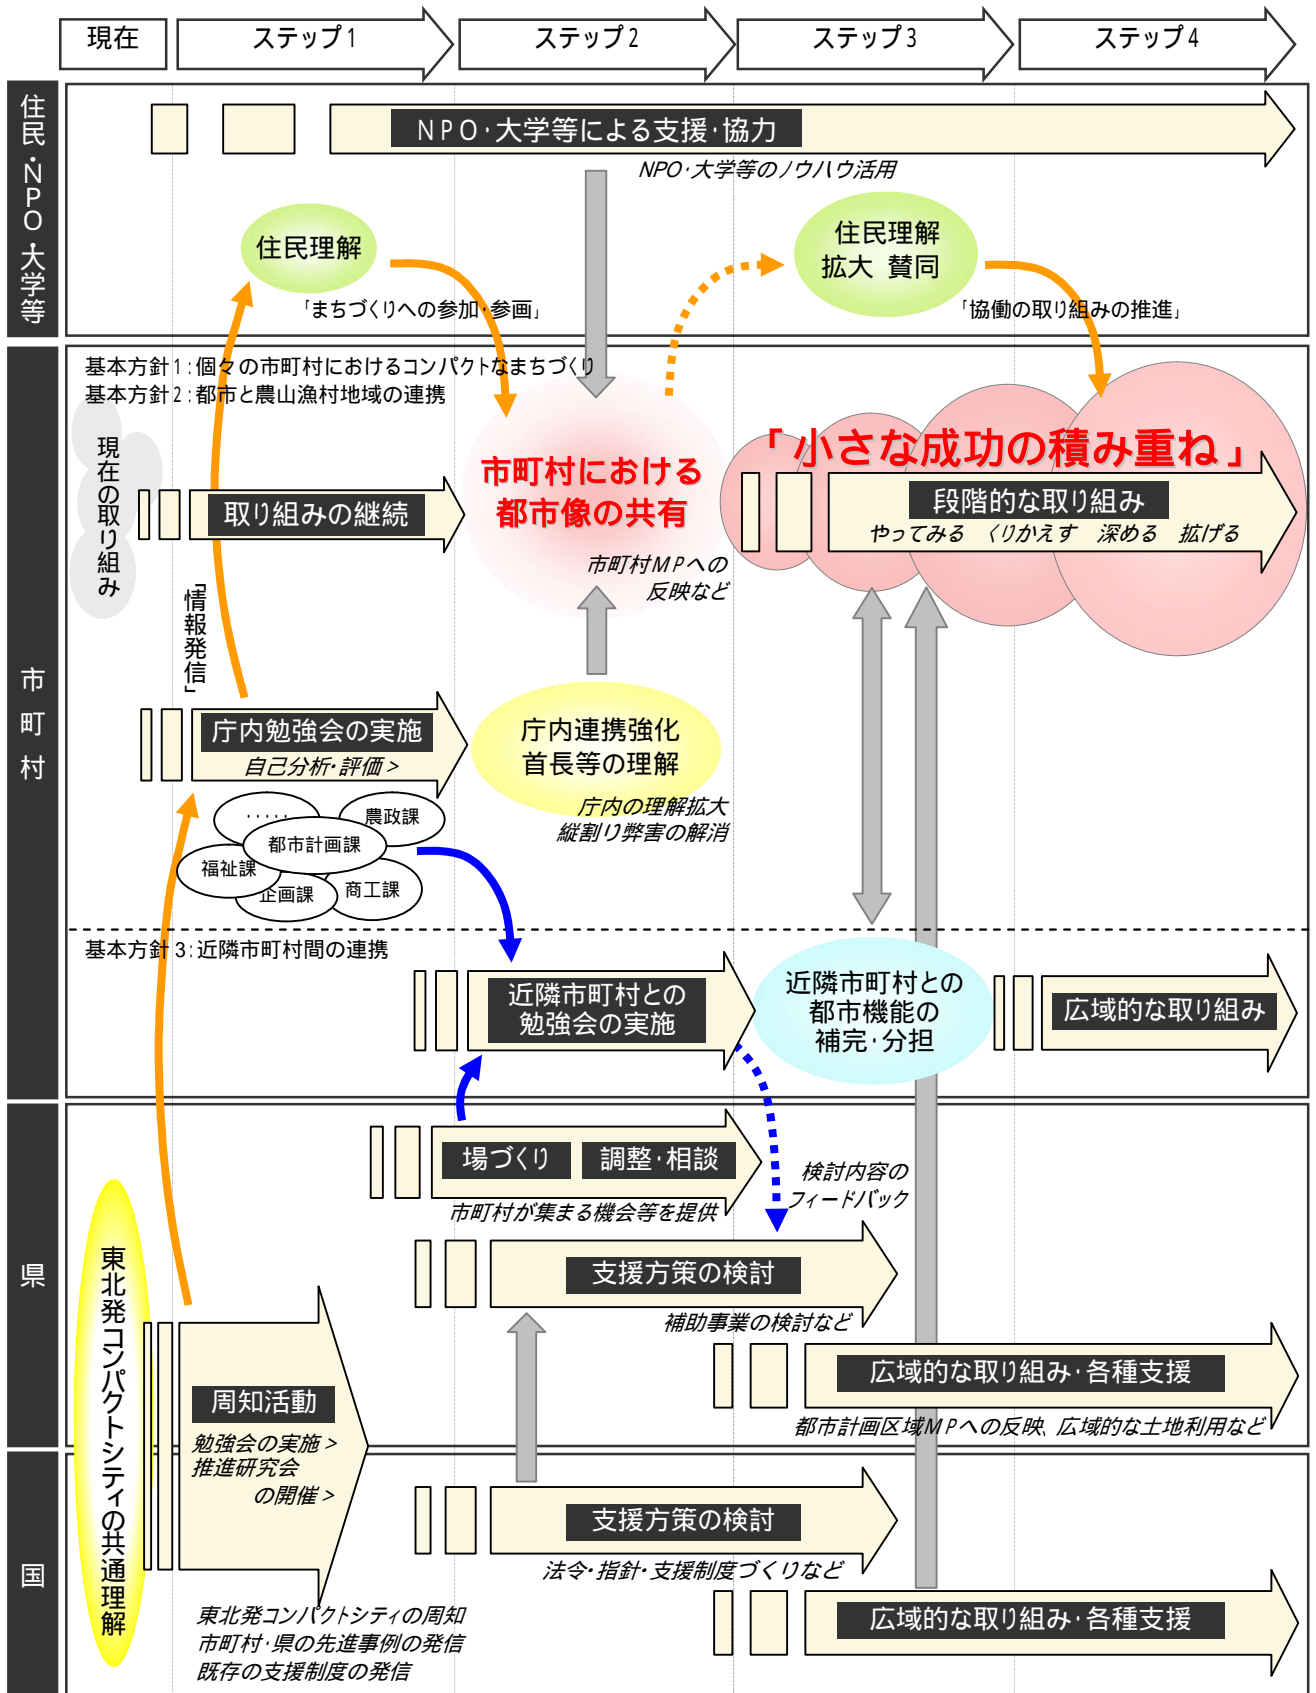 現在
ステップ1
ステップ2
ステップ3
ステップ4
住民・NPO・大学等
NPO・大学等による支援・協力
NPO・大学等のノウハウ活用
住民理解
住民理解
拡大 賛同
「まちづくりへの参加・参画」
「協働の取り組みの推進」
市町村
基本方針1:個々の市町村におけるコンパクトなまちづくり
基本方針2:都市と農山漁村地域の連携
現在の取り組み
取り組みの継続
市町村における
都市像の共有
市町村MPへの
反映など
「小さな成功の積み重ね」
段階的な取り組み
やってみる くりかえす 深める 拡げる
「情報発信」
庁内勉強会の実施
自己分析・評価>
庁内連携強化
首長等の理解
庁内の理解拡大
縦割り弊害の解消
・・・・・
農政課
都市計画課
福祉課
企画課
商工課
基本方針3:近隣市町村間の連携
近隣市町村との
勉強会の実施
近隣市町村との
都市機能の
補完・分担
広域的な取り組み
県
場づくり
調整・相談
市町村が集まる機会等を提供
検討内容の
フィードバック
支援方策の検討
補助事業の検討など
広域的な取り組み・各種支援
都市計画区域MPへの反映、広域的な土地利用など
東北発コンパクトシティの共通理解
周知活動
勉強会の実施>
推進研究会
の開催>
国
支援方策の検討
法令・指針・支援制度づくりなど
広域的な取り組み・各種支援
東北発コンパクトシティの周知
市町村・県の先進事例の発信
既存の支援制度の発信